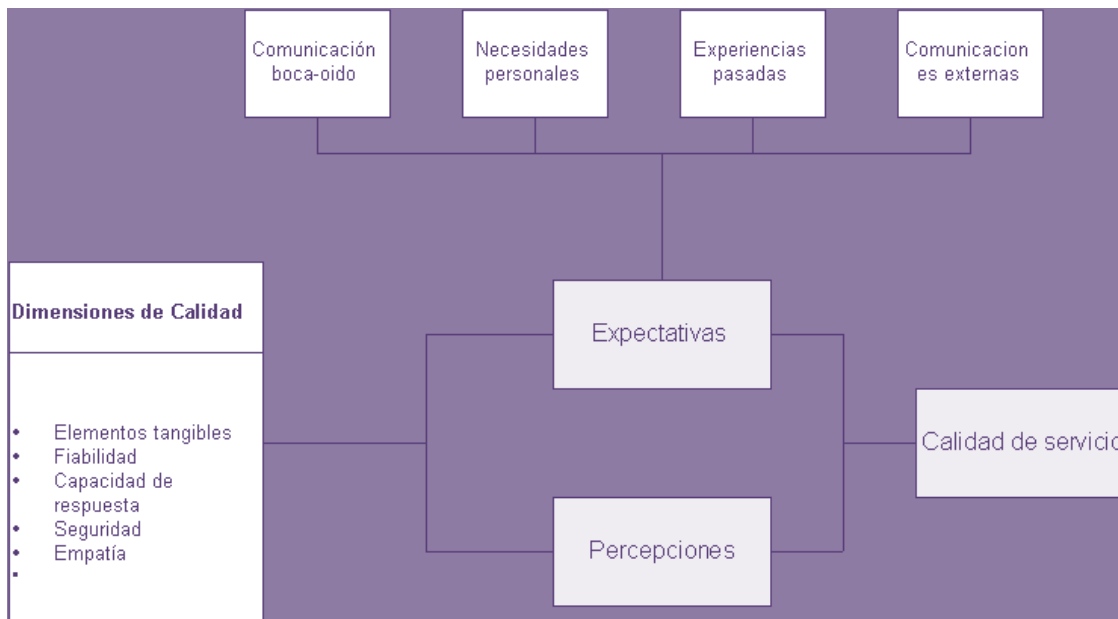 Comunicación
boca-oido
Necesidades
personales
Experiencias
pasadas
Comunicacion
es externas
Dimensiones de Calidad
• Elementos tangibles
• Fiabilidad
• Capacidad de
respuesta
• Seguridad
• Empatía
Expectativas
Percepciones
Calidad de servicio